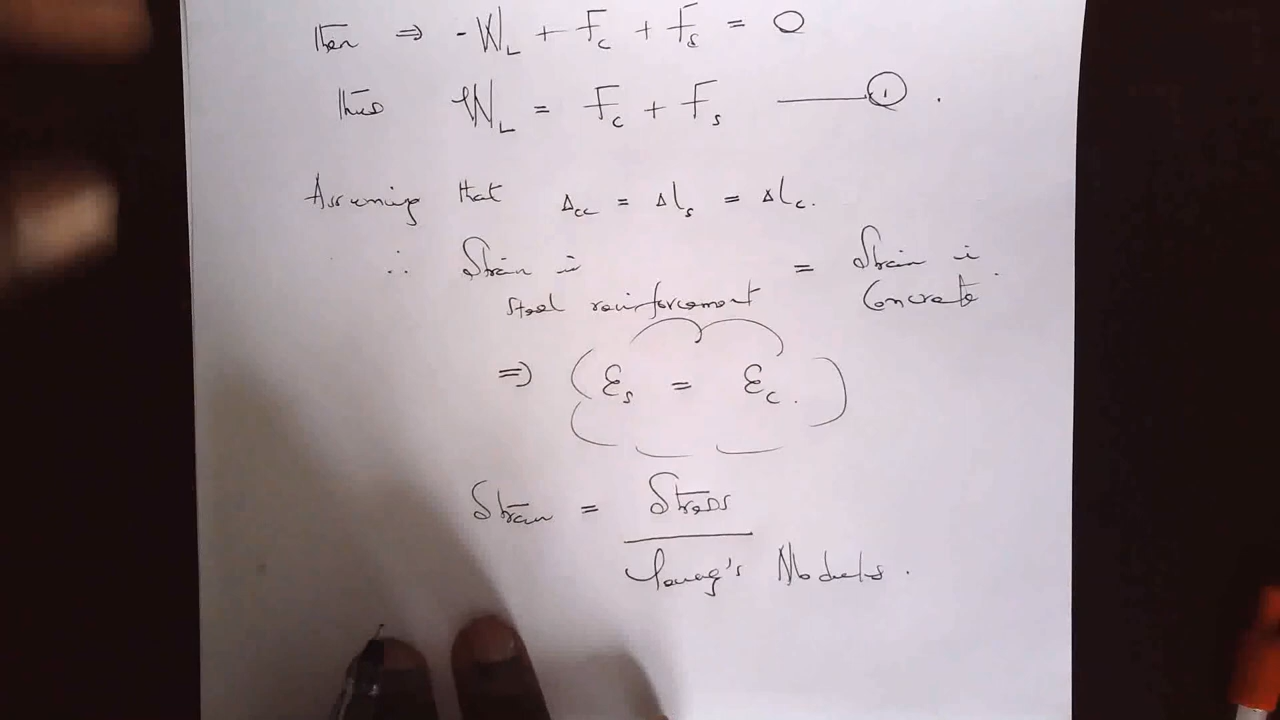 then ⇒ -W_L + F_c + F_s = 0
thus W_L = F_c + F_s ——— ①.
Assuming that Δ_cc = Δl_s = Δl_c.
∴ Strain in = Strain in
steel reinforcement Concrete.
⇒ (ε_s = ε_c.)
Strain = Stress
Young's Modulus.